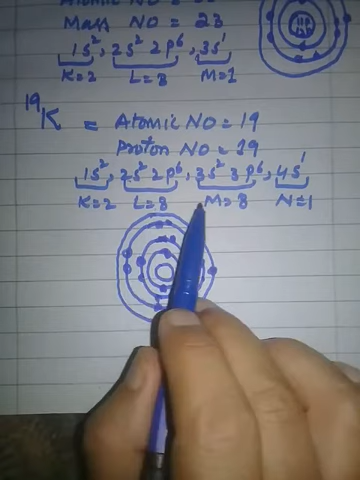 Mass NO = 23
1s², 2s² 2p⁶, 3s¹
K=2 L=8 M=1
¹⁹K = Atomic NO = 19
Proton NO = 39
1s², 2s² 2p⁶, 3s² 3p⁶, 4s¹
K=2 L=8 M=8 N=1